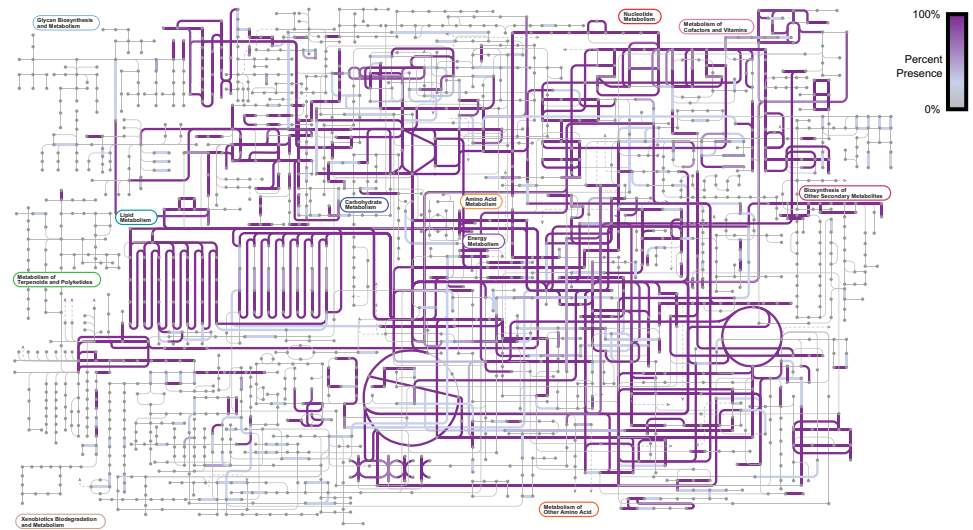 Glycan Biosynthesis
and Metabolism
Nucleotide
Metabolism
Metabolism of
Cofactors and Vitamins
100%
Percent
Presence
0%
Carbohydrate
Metabolism
Amino Acid
Metabolism
Biosynthesis of
Other Secondary Metabolites
Lipid
Metabolism
Energy
Metabolism
Metabolism of
Terpenoids and Polyketides
Metabolism of
Other Amino Acid
Xenobiotics Biodegradation
and Metabolism